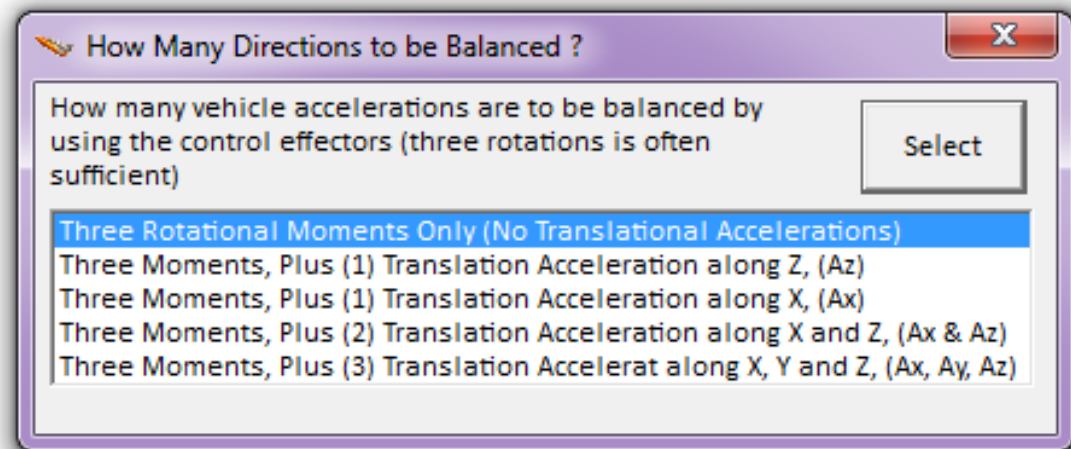 How Many Directions to be Balanced ?
How many vehicle accelerations are to be balanced by
using the control effectors (three rotations is often
sufficient)
Select
Three Rotational Moments Only (No Translational Accelerations)
Three Moments, Plus (1) Translation Acceleration along Z, (Az)
Three Moments, Plus (1) Translation Acceleration along X, (Ax)
Three Moments, Plus (2) Translation Acceleration along X and Z, (Ax & Az)
Three Moments, Plus (3) Translation Accelerat along X, Y and Z, (Ax, Ay, Az)